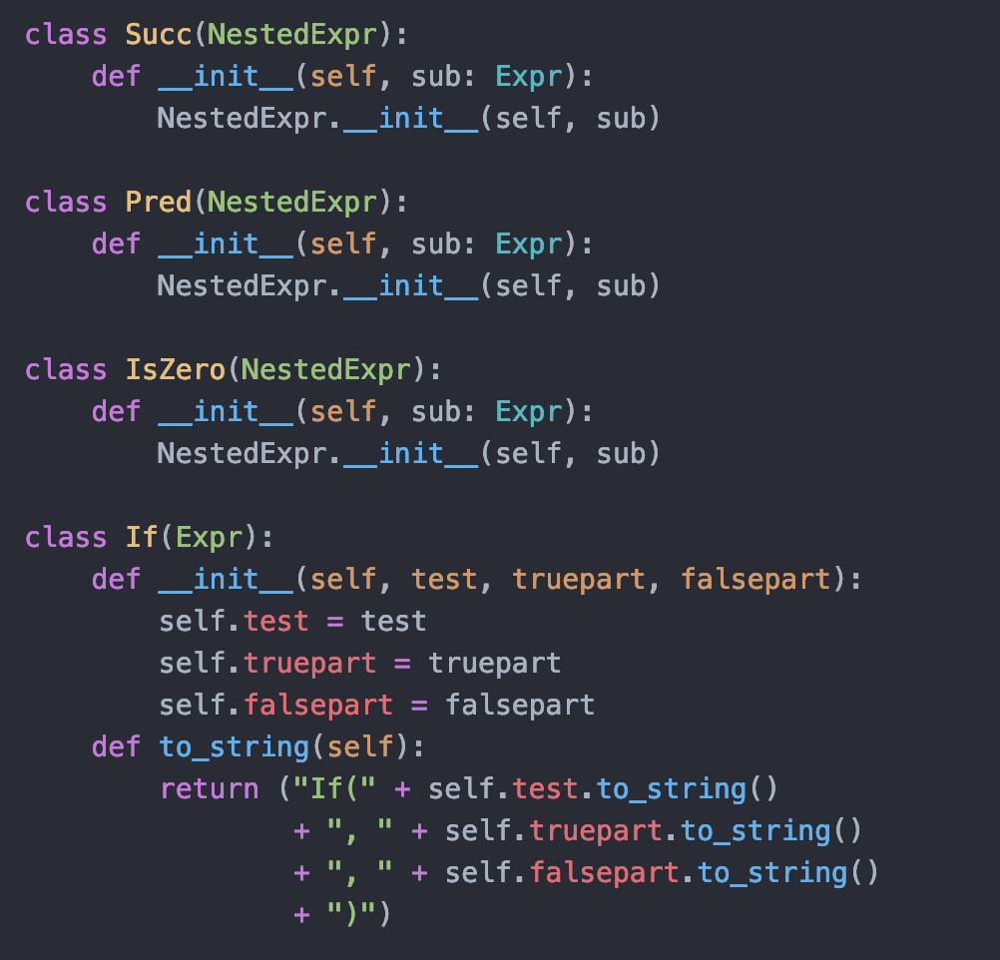 class Succ(NestedExpr):
    def __init__(self, sub: Expr):
        NestedExpr.__init__(self, sub)

class Pred(NestedExpr):
    def __init__(self, sub: Expr):
        NestedExpr.__init__(self, sub)

class IsZero(NestedExpr):
    def __init__(self, sub: Expr):
        NestedExpr.__init__(self, sub)

class If(Expr):
    def __init__(self, test, truepart, falsepart):
        self.test = test
        self.truepart = truepart
        self.falsepart = falsepart
    def to_string(self):
        return ("If(" + self.test.to_string()
                + ", " + self.truepart.to_string()
                + ", " + self.falsepart.to_string()
                + ")")